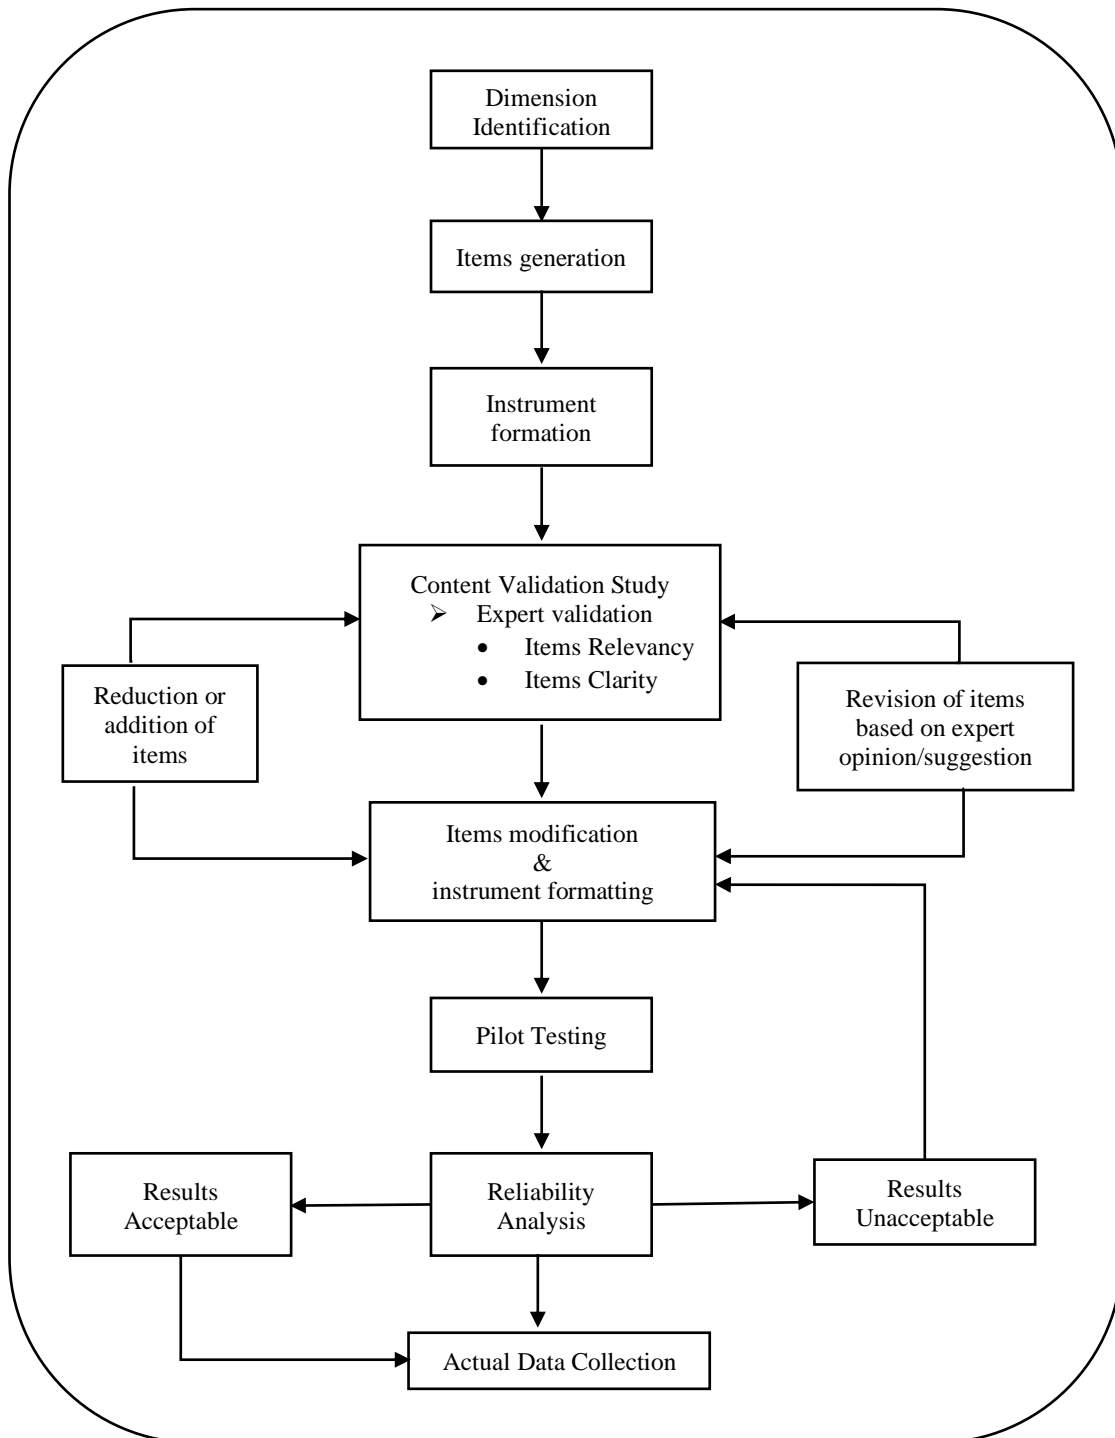 Dimension
Identification
Items generation
Instrument
formation
Content Validation Study
➢ Expert validation
• Items Relevancy
• Items Clarity
Reduction or
addition of
items
Revision of items
based on expert
opinion/suggestion
Items modification
&
instrument formatting
Pilot Testing
Results
Acceptable
Reliability
Analysis
Results
Unacceptable
Actual Data Collection